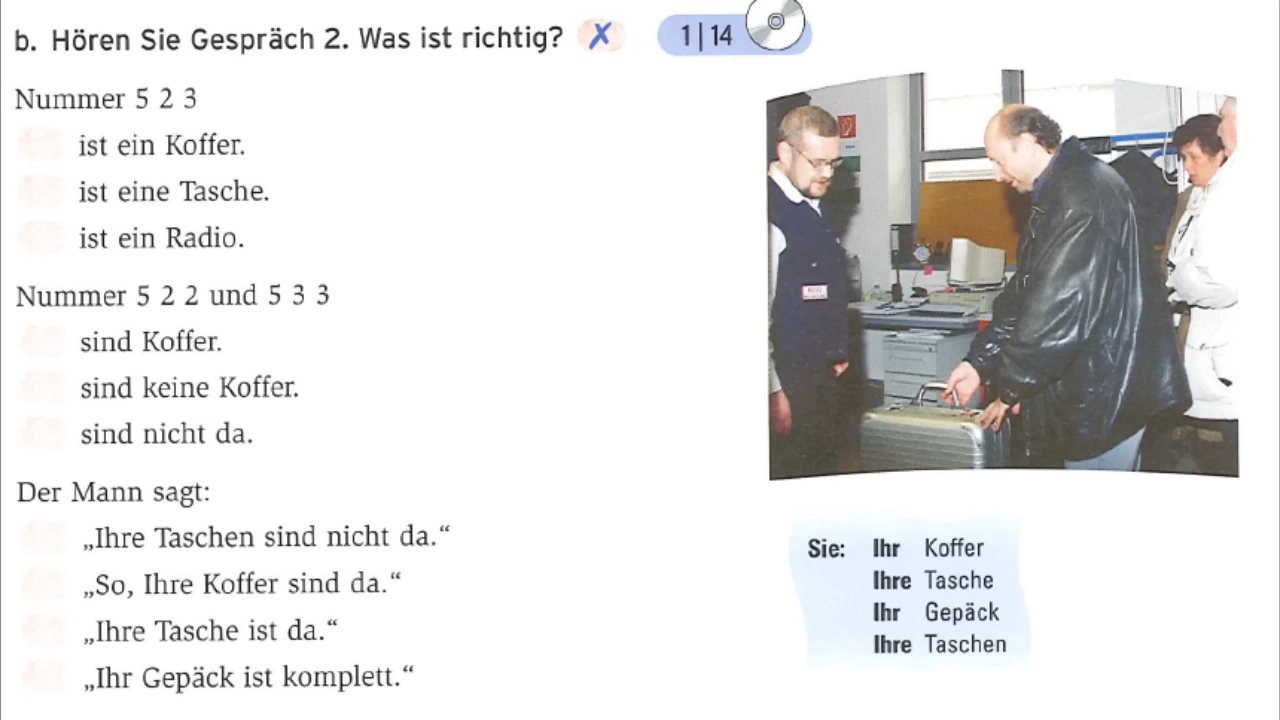 b. Hören Sie Gespräch 2. Was ist richtig? X 1|14
Nummer 5 2 3
ist ein Koffer.
ist eine Tasche.
ist ein Radio.
Nummer 5 2 2 und 5 3 3
sind Koffer.
sind keine Koffer.
sind nicht da.
Der Mann sagt:
„Ihre Taschen sind nicht da.“
„So, Ihre Koffer sind da.“
„Ihre Tasche ist da.“
„Ihr Gepäck ist komplett.“
Sie: Ihr Koffer
Ihre Tasche
Ihr Gepäck
Ihre Taschen